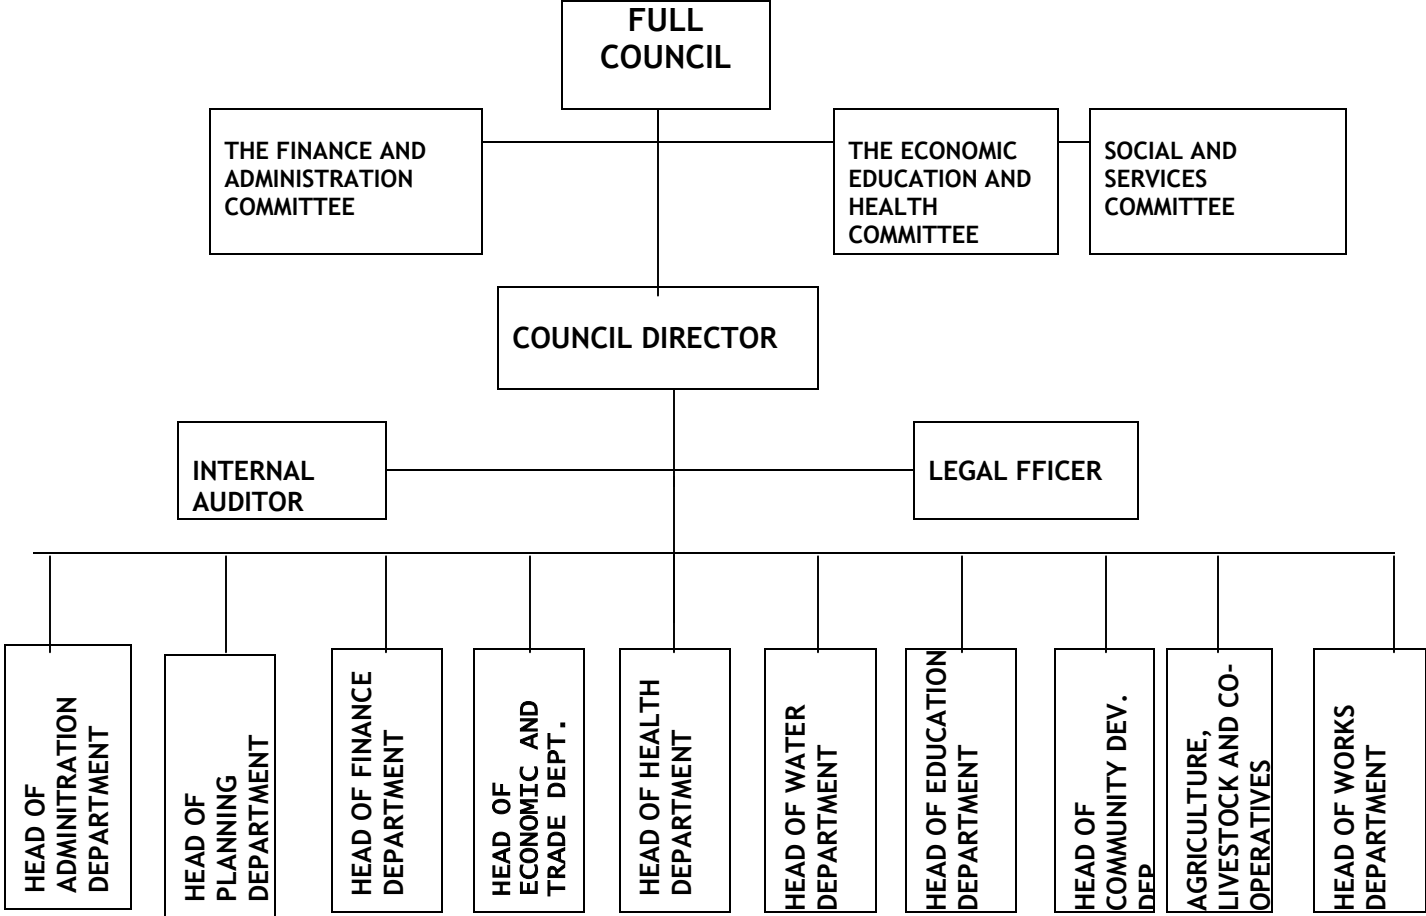 FULL
COUNCIL
THE FINANCE AND
ADMINISTRATION
COMMITTEE
THE ECONOMIC
EDUCATION AND
HEALTH
COMMITTEE
SOCIAL AND
SERVICES
COMMITTEE
COUNCIL DIRECTOR
INTERNAL
AUDITOR
LEGAL FFICER
HEAD OF
ADMINITRATION
DEPARTMENT
HEAD OF
PLANNING
DEPARTMENT
HEAD OF FINANCE
DEPARTMENT
HEAD OF
ECONOMIC AND
TRADE DEPT.
HEAD OF HEALTH
DEPARTMENT
HEAD OF WATER
DEPARTMENT
HEAD OF EDUCATION
DEPARTMENT
HEAD OF
COMMUNITY DEV.
DEP
AGRICULTURE,
LIVESTOCK AND CO-
OPERATIVES
HEAD OF WORKS
DEPARTMENT